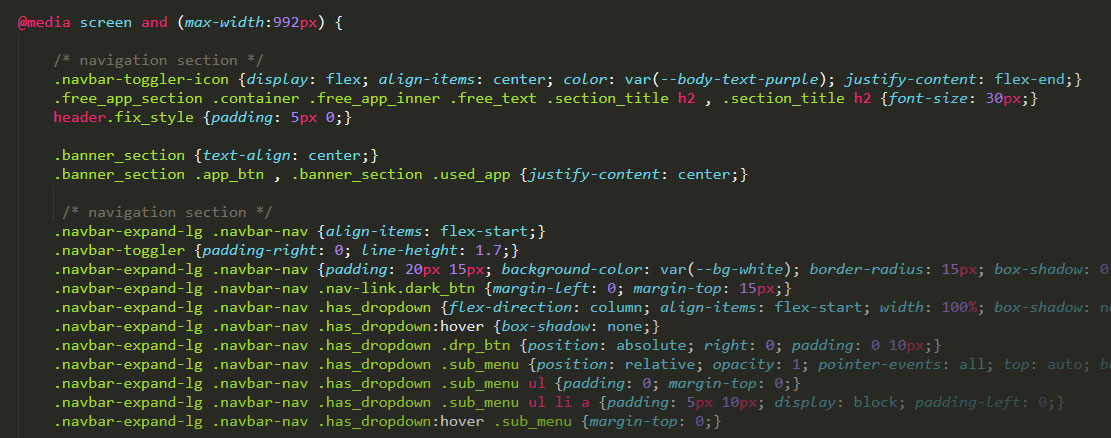 @media screen and (max-width:992px) {
/* navigation section */
.navbar-toggler-icon {display: flex; align-items: center; color: var(--body-text-purple); justify-content: flex-end;}
.free_app_section .container .free_app_inner .free_text .section_title h2 , .section_title h2 {font-size: 30px;}
header.fix_style {padding: 5px 0;}
.banner_section {text-align: center;}
.banner_section .app_btn , .banner_section .used_app {justify-content: center;}
/* navigation section */
.navbar-expand-lg .navbar-nav {align-items: flex-start;}
.navbar-toggler {padding-right: 0; line-height: 1.7;}
.navbar-expand-lg .navbar-nav {padding: 20px 15px; background-color: var(--bg-white); border-radius: 15px; box-shadow: 0
.navbar-expand-lg .navbar-nav .nav-link.dark_btn {margin-left: 0; margin-top: 15px;}
.navbar-expand-lg .navbar-nav .has_dropdown {flex-direction: column; align-items: flex-start; width: 100%; box-shadow:
.navbar-expand-lg .navbar-nav .has_dropdown:hover {box-shadow: none;}
.navbar-expand-lg .navbar-nav .has_dropdown .drp_btn {position: absolute; right: 0; padding: 0 10px;}
.navbar-expand-lg .navbar-nav .has_dropdown .sub_menu {position: relative; opacity: 1; pointer-events: all; top: auto;
.navbar-expand-lg .navbar-nav .has_dropdown .sub_menu ul {padding: 0; margin-top: 0;}
.navbar-expand-lg .navbar-nav .has_dropdown .sub_menu ul li a {padding: 5px 10px; display: block; padding-left: 0;}
.navbar-expand-lg .navbar-nav .has_dropdown:hover .sub_menu {margin-top: 0;}